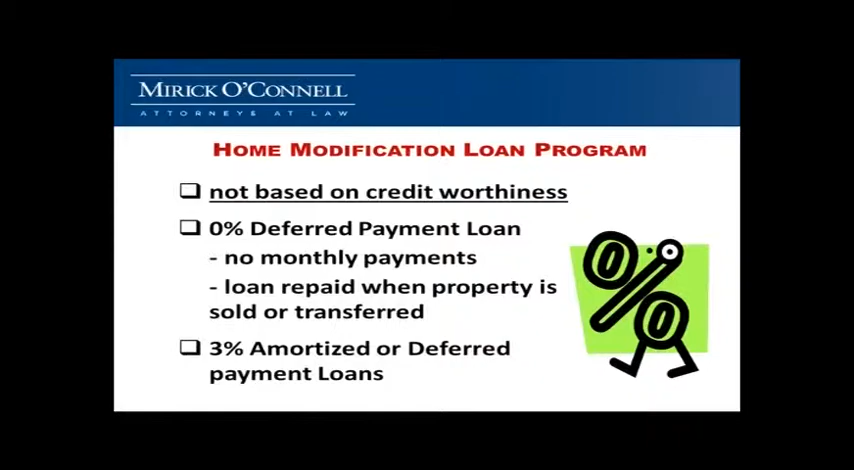 MIRICK O'CONNELL
ATTORNEYS AT LAW
HOME MODIFICATION LOAN PROGRAM
❑ not based on credit worthiness
❑ 0% Deferred Payment Loan
- no monthly payments
- loan repaid when property is
sold or transferred
❑ 3% Amortized or Deferred
payment Loans
%